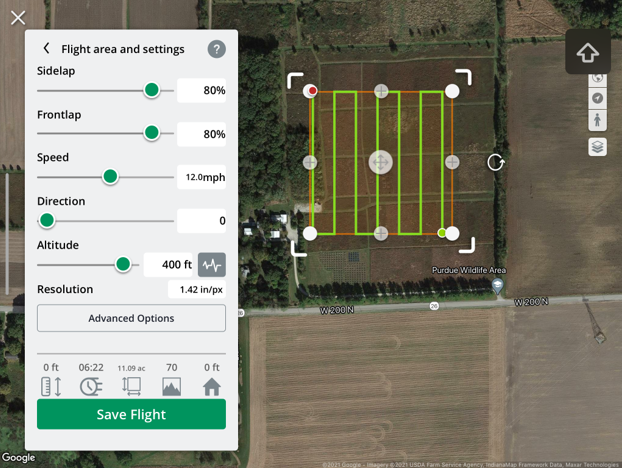 Flight area and settings
?
Sidelap
80%
Frontlap
80%
Speed
12.0mph
Direction
0
Altitude
400 ft
Resolution
1.42 in/px
Advanced Options
0 ft 06:22 11.09 ac 70 0 ft
Save Flight
Google
Purdue Wildlife Area
W 200 N
26
W 200 N
26
©2021 Google - Imagery ©2021 USDA Farm Service Agency, IndianaMap Framework Data, Maxar Technologies